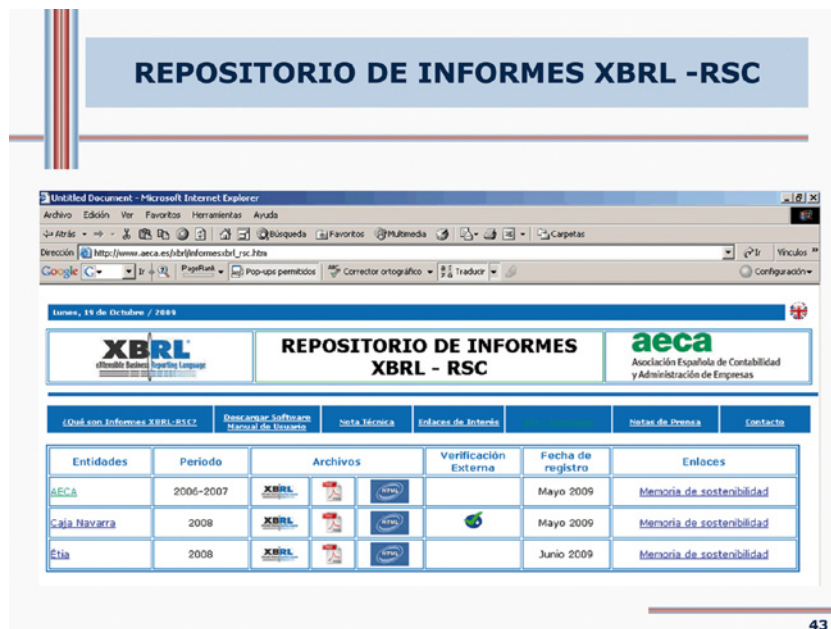 REPOSITORIO DE INFORMES XBRL -RSC
Untitled Document - Microsoft Internet Explorer
Archivo Edición Ver Favoritos Herramientas Ayuda
Atrás Búsqueda Favoritos Multimedia Carpetas
Dirección http://www.aeca.es/xbrl/informesxbrl_rsc.htm Ir Vínculos
Google Ir PageRank Pop-ups permitidos Corrector ortográfico Traducir Configuración
Lunes, 19 de Octubre / 2009
XBRL
eXtensible Business Reporting Language
REPOSITORIO DE INFORMES
XBRL - RSC
aeca
Asociación Española de Contabilidad
y Administración de Empresas
¿Qué son Informes XBRL-RSC? Descargar Software Manual de Usuario Nota Técnica Enlaces de Interés Notas de Prensa Contacto
Entidades Periodo Archivos Verificación Externa Fecha de registro Enlaces
AECA 2006-2007 XBRL HTML Mayo 2009 Memoria de sostenibilidad
Caja Navarra 2008 XBRL HTML Mayo 2009 Memoria de sostenibilidad
Étia 2008 XBRL HTML Junio 2009 Memoria de sostenibilidad
43